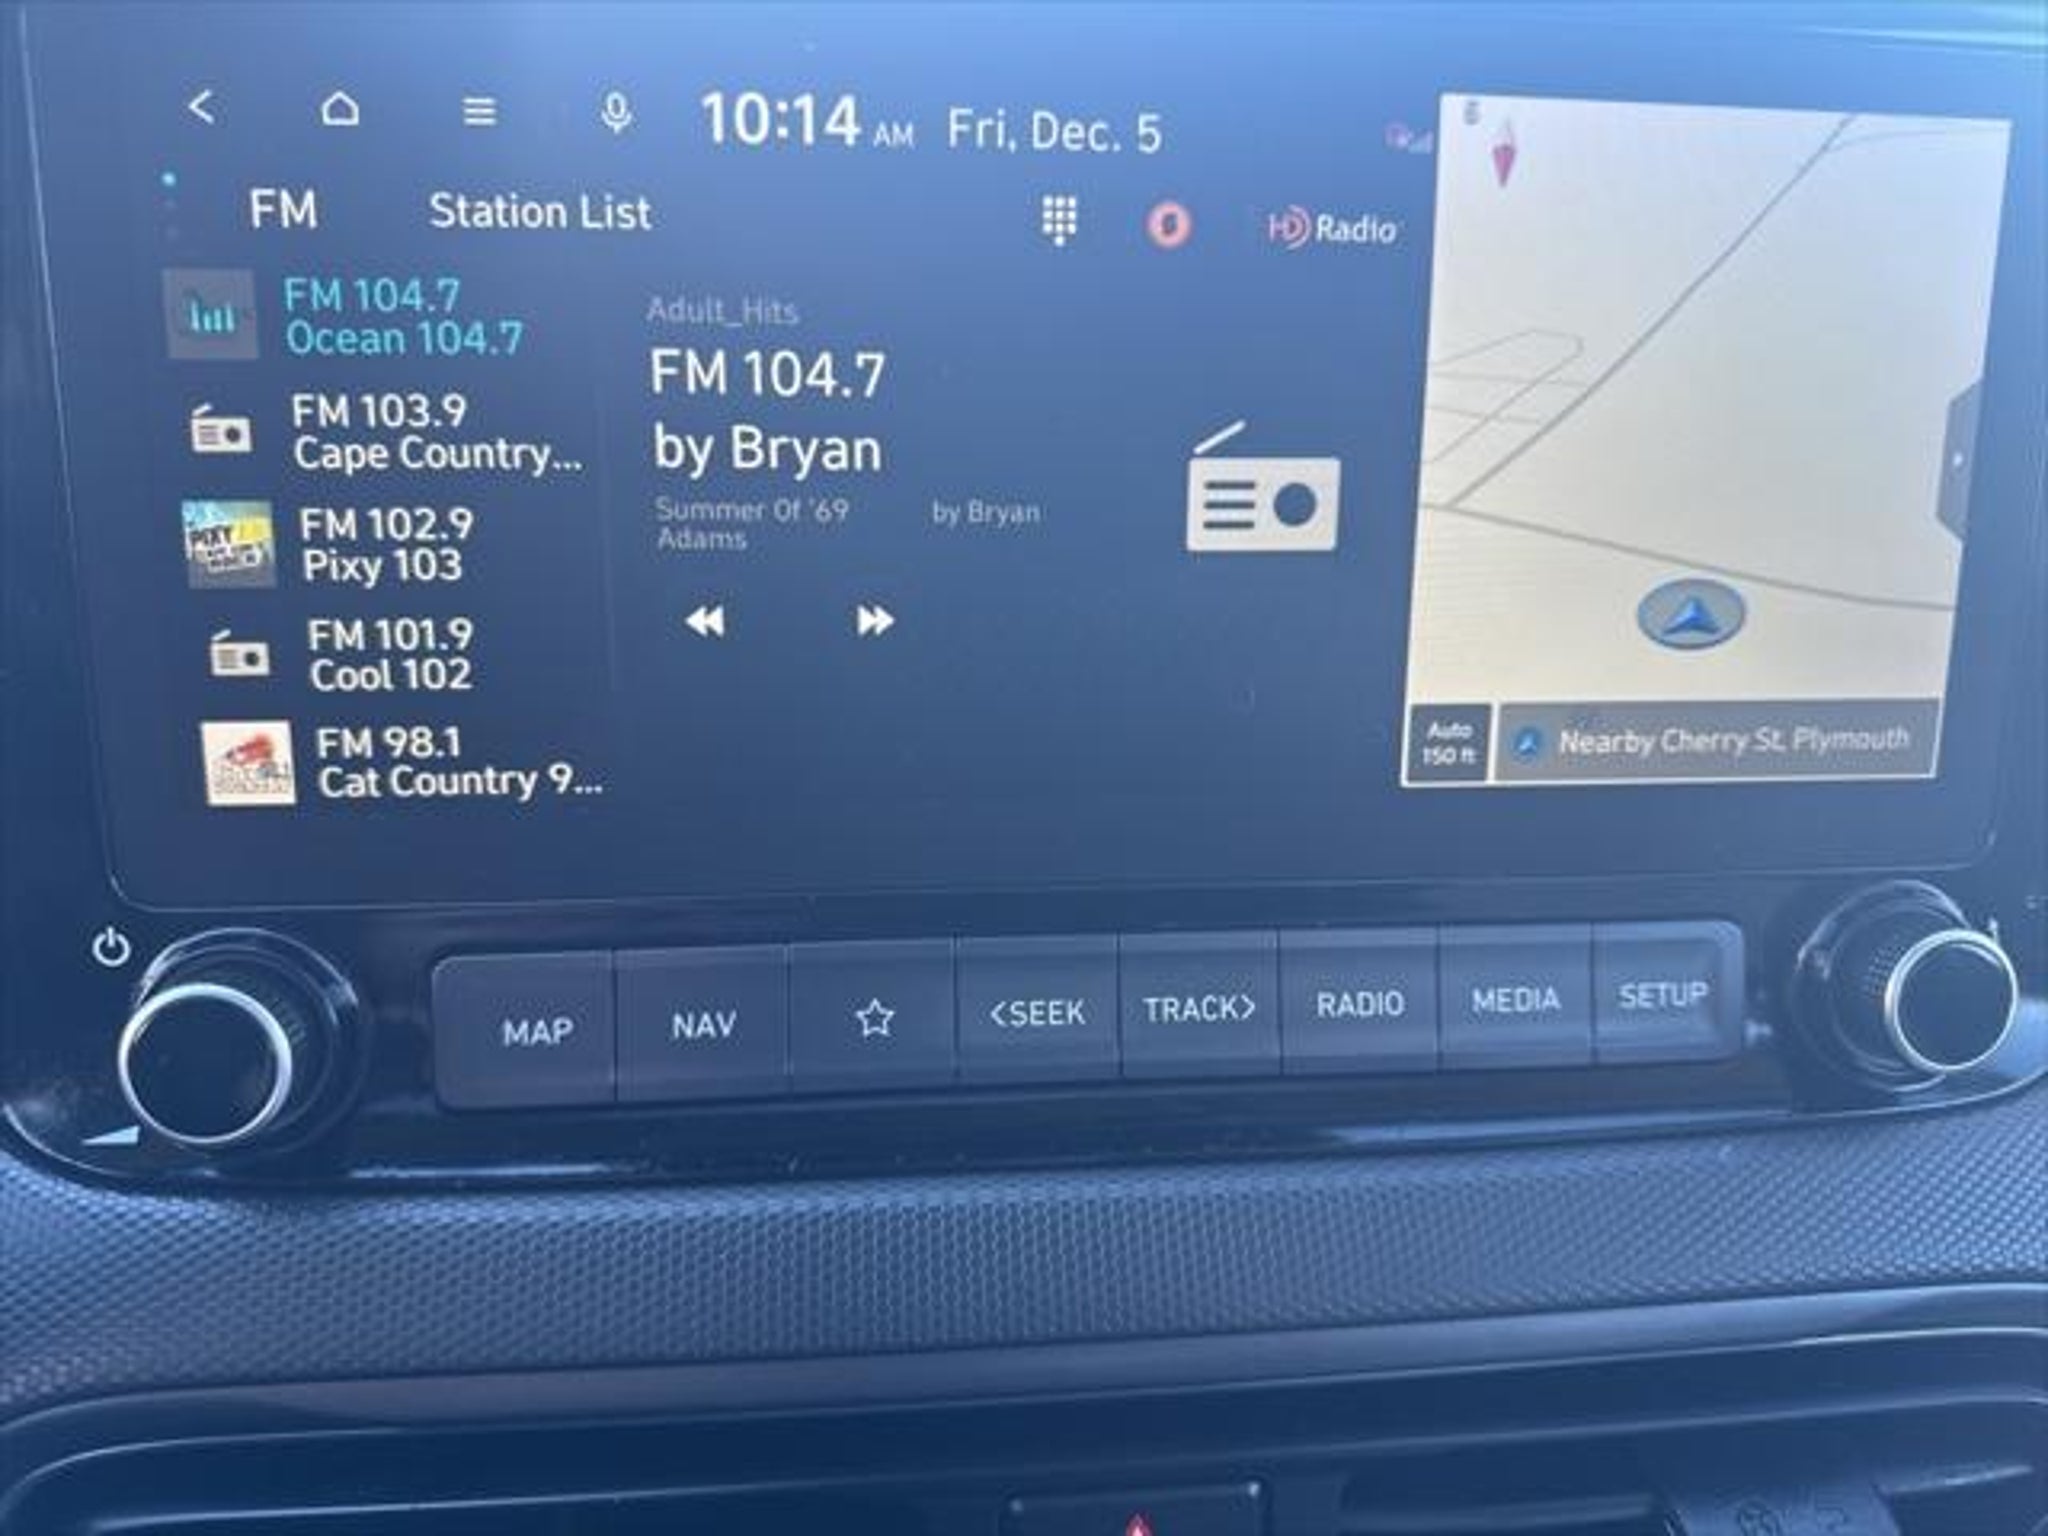 10:14 AM Fri, Dec. 5
FM Station List
HD Radio
FM 104.7
Ocean 104.7
FM 103.9
Cape Country...
PIXY
FM 102.9
Pixy 103
FM 101.9
Cool 102
FM 98.1
Cat Country 9...
Adult_Hits
FM 104.7
by Bryan
Summer Of '69 by Bryan
Adams
Auto
150 ft
Nearby Cherry St, Plymouth
MAP
NAV
<SEEK
TRACK>
RADIO
MEDIA
SETUP